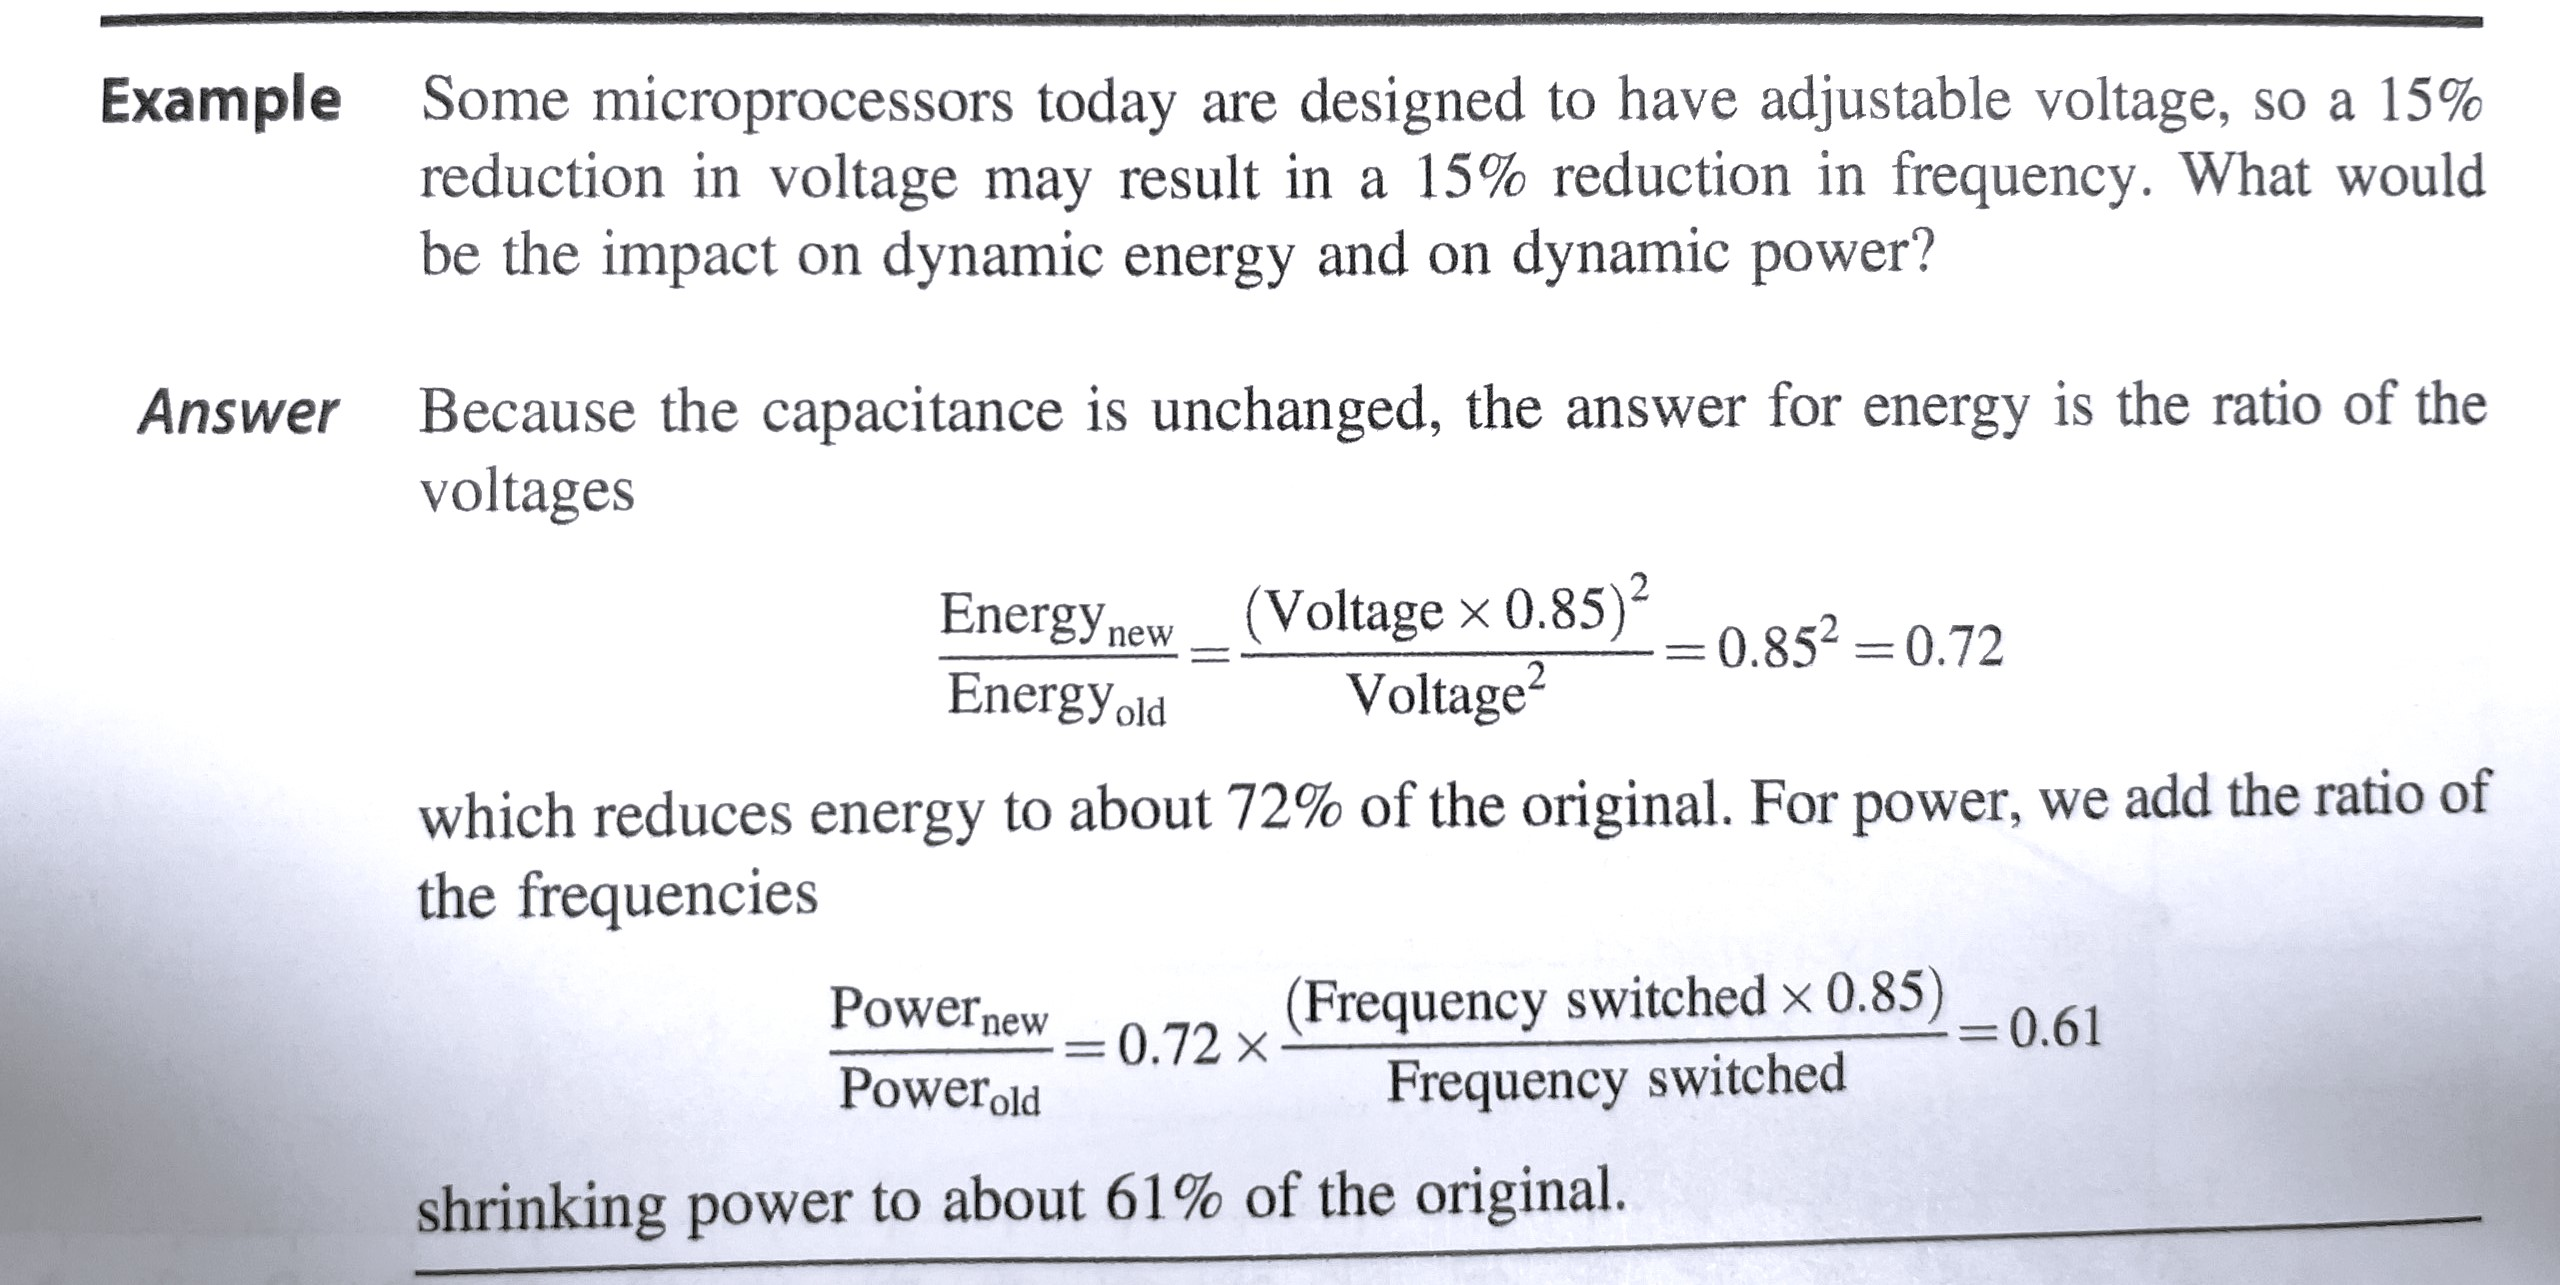 Example Some microprocessors today are designed to have adjustable voltage, so a 15%
reduction in voltage may result in a 15% reduction in frequency. What would
be the impact on dynamic energy and on dynamic power?
Answer Because the capacitance is unchanged, the answer for energy is the ratio of the
voltages
Energy_new / Energy_old = (Voltage × 0.85)² / Voltage² = 0.85² = 0.72
which reduces energy to about 72% of the original. For power, we add the ratio of
the frequencies
Power_new / Power_old = 0.72 × (Frequency switched × 0.85) / Frequency switched = 0.61
shrinking power to about 61% of the original.